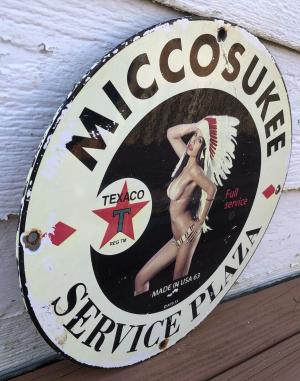 MICCOSUKEE
TEXACO
T
REG TM
Full
service
MADE IN USA 63
SERVICE PLAZA